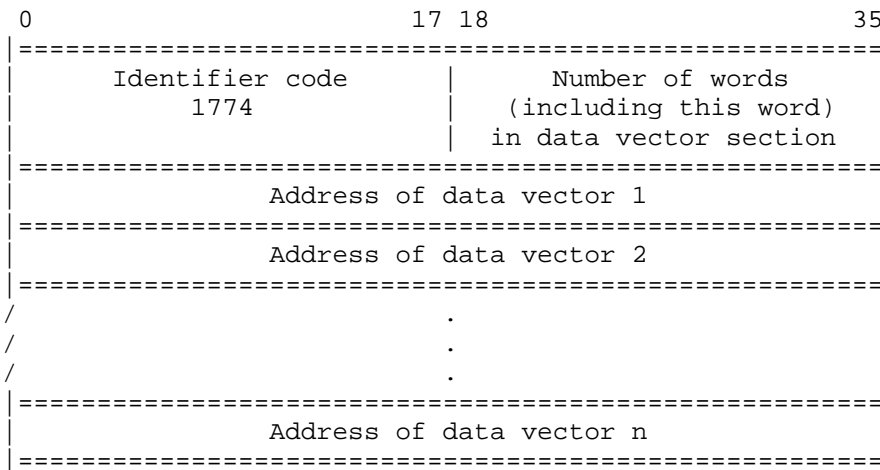 0                        17 18                       35
|=======================================================
|      Identifier code      |      Number of words
|           1774            |   (including this word)
|                           |  in data vector section
|=======================================================
|                Address of data vector 1
|=======================================================
|                Address of data vector 2
|=======================================================
/                           .
/                           .
/                           .
|=======================================================
|                Address of data vector n
|=======================================================